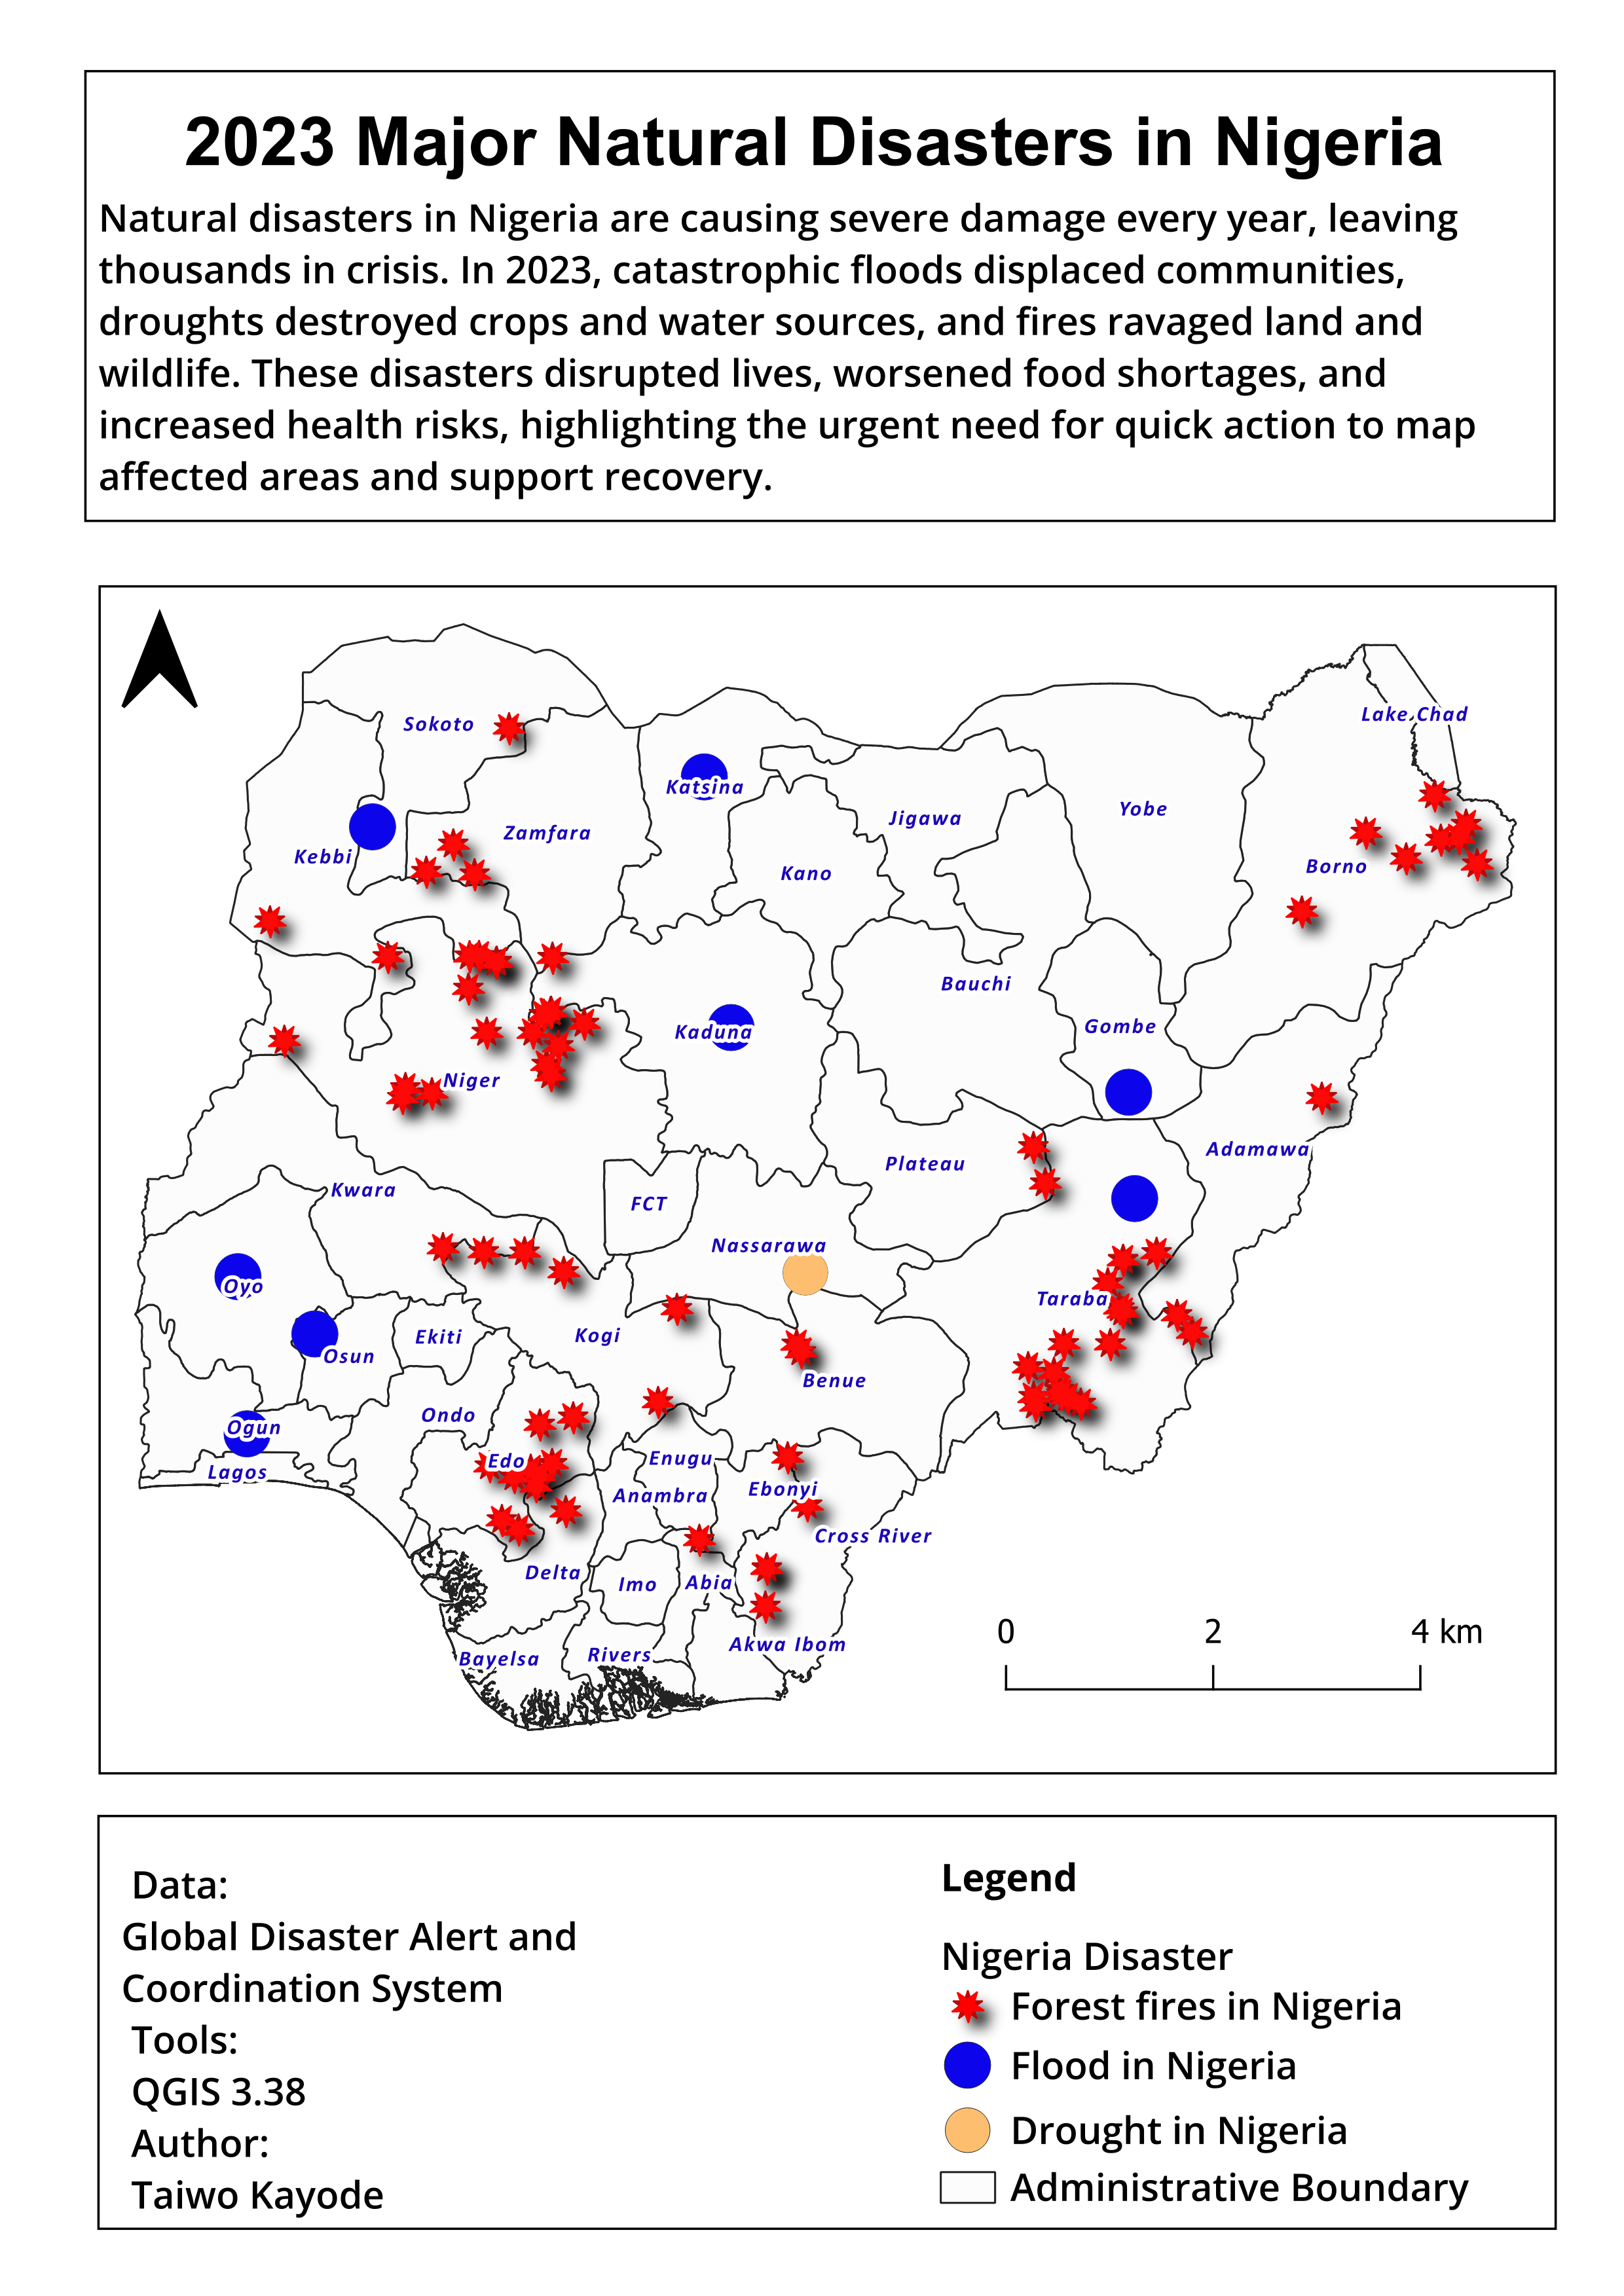 2023 Major Natural Disasters in Nigeria
Natural disasters in Nigeria are causing severe damage every year, leaving
thousands in crisis. In 2023, catastrophic floods displaced communities,
droughts destroyed crops and water sources, and fires ravaged land and
wildlife. These disasters disrupted lives, worsened food shortages, and
increased health risks, highlighting the urgent need for quick action to map
affected areas and support recovery.
Lake Chad
Sokoto
Katsina
Yobe
Jigawa
Zamfara
Kebbi
Borno
Kano
Bauchi
Gombe
Kaduna
Niger
Adamawa
Plateau
Kwara
FCT
Nassarawa
Oyo
Taraba
Kogi
Ekiti
Osun
Benue
Ondo
Ogun
Enugu
Edo
Lagos
Ebonyi
Anambra
Cross River
Delta
Abia
Imo
Akwa Ibom
Rivers
Bayelsa
0 2 4 km
Data:
Global Disaster Alert and
Coordination System
Tools:
QGIS 3.38
Author:
Taiwo Kayode
Legend
Nigeria Disaster
Forest fires in Nigeria
Flood in Nigeria
Drought in Nigeria
Administrative Boundary